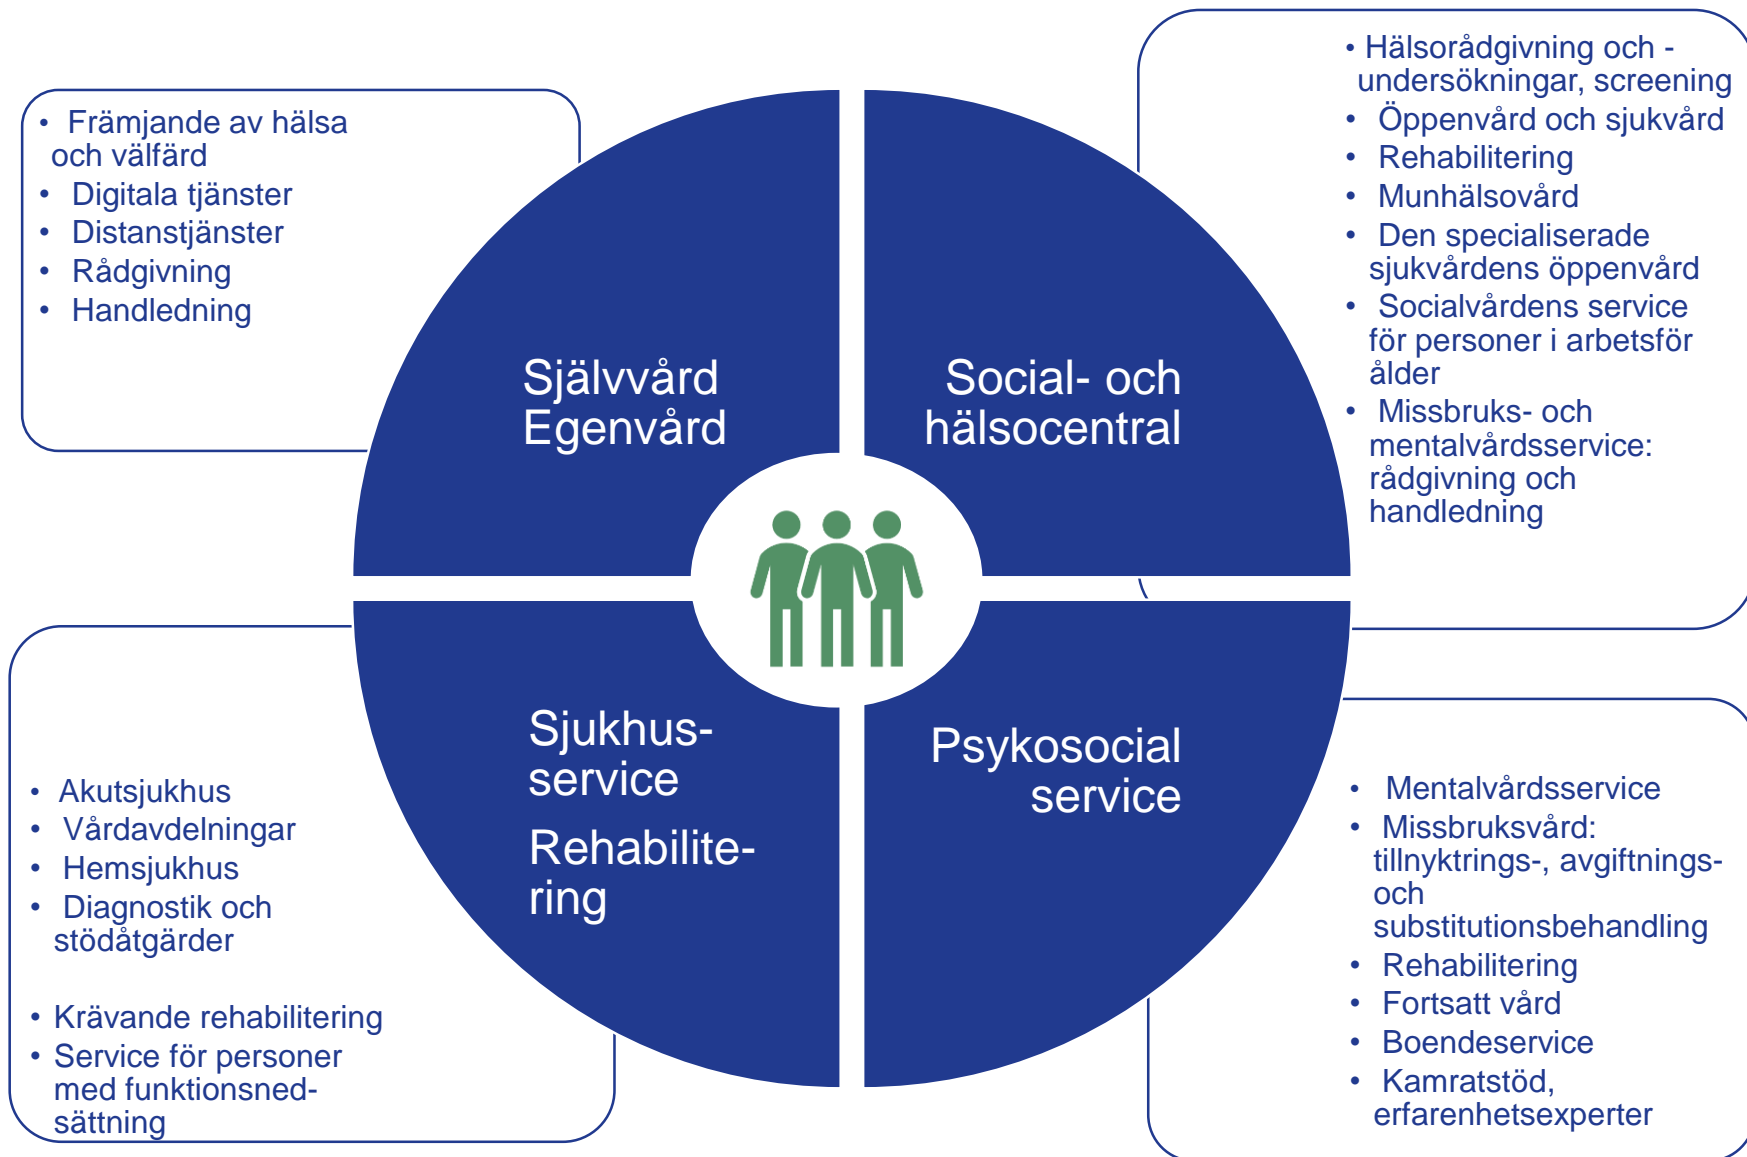 • Främjande av hälsa
och välfärd
• Digitala tjänster
• Distanstjänster
• Rådgivning
• Handledning
Självvård
Egenvård
Social- och
hälsocentral
• Hälsorådgivning och -
undersökningar, screening
• Öppenvård och sjukvård
• Rehabilitering
• Munhälsovård
• Den specialiserade
sjukvårdens öppenvård
• Socialvårdens service
för personer i arbetsför
ålder
• Missbruks- och
mentalvårdsservice:
rådgivning och
handledning
• Akutsjukhus
• Vårdavdelningar
• Hemsjukhus
• Diagnostik och
stödåtgärder
• Krävande rehabilitering
• Service för personer
med funktionsned-
sättning
Sjukhus-
service
Rehabilite-
ring
Psykosocial
service
• Mentalvårdsservice
• Missbruksvård:
tillnyktrings-, avgiftnings-
och
substitutionsbehandling
• Rehabilitering
• Fortsatt vård
• Boendeservice
• Kamratstöd,
erfarenhetsexperter